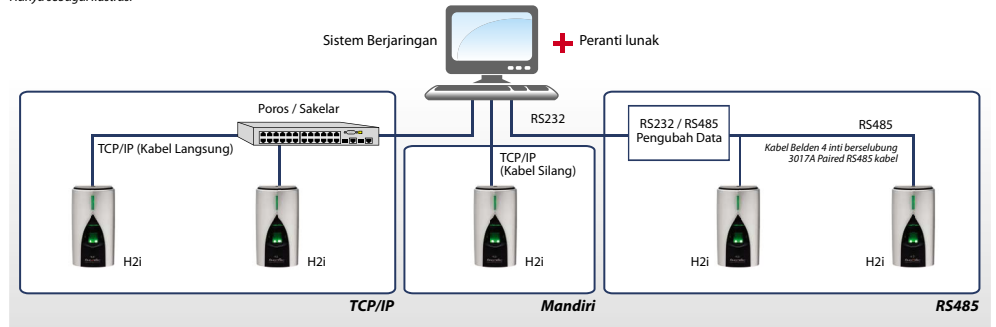 Hanya sebagai ilustrasi
Sistem Berjaringan
Peranti lunak
Poros / Sakelar
TCP/IP (Kabel Langsung)
H2i
H2i
TCP/IP
TCP/IP
(Kabel Silang)
H2i
Mandiri
RS232
RS232 / RS485
Pengubah Data
RS485
Kabel Belden 4 inti berselubung
3017A Paired RS485 kabel
H2i
H2i
RS485